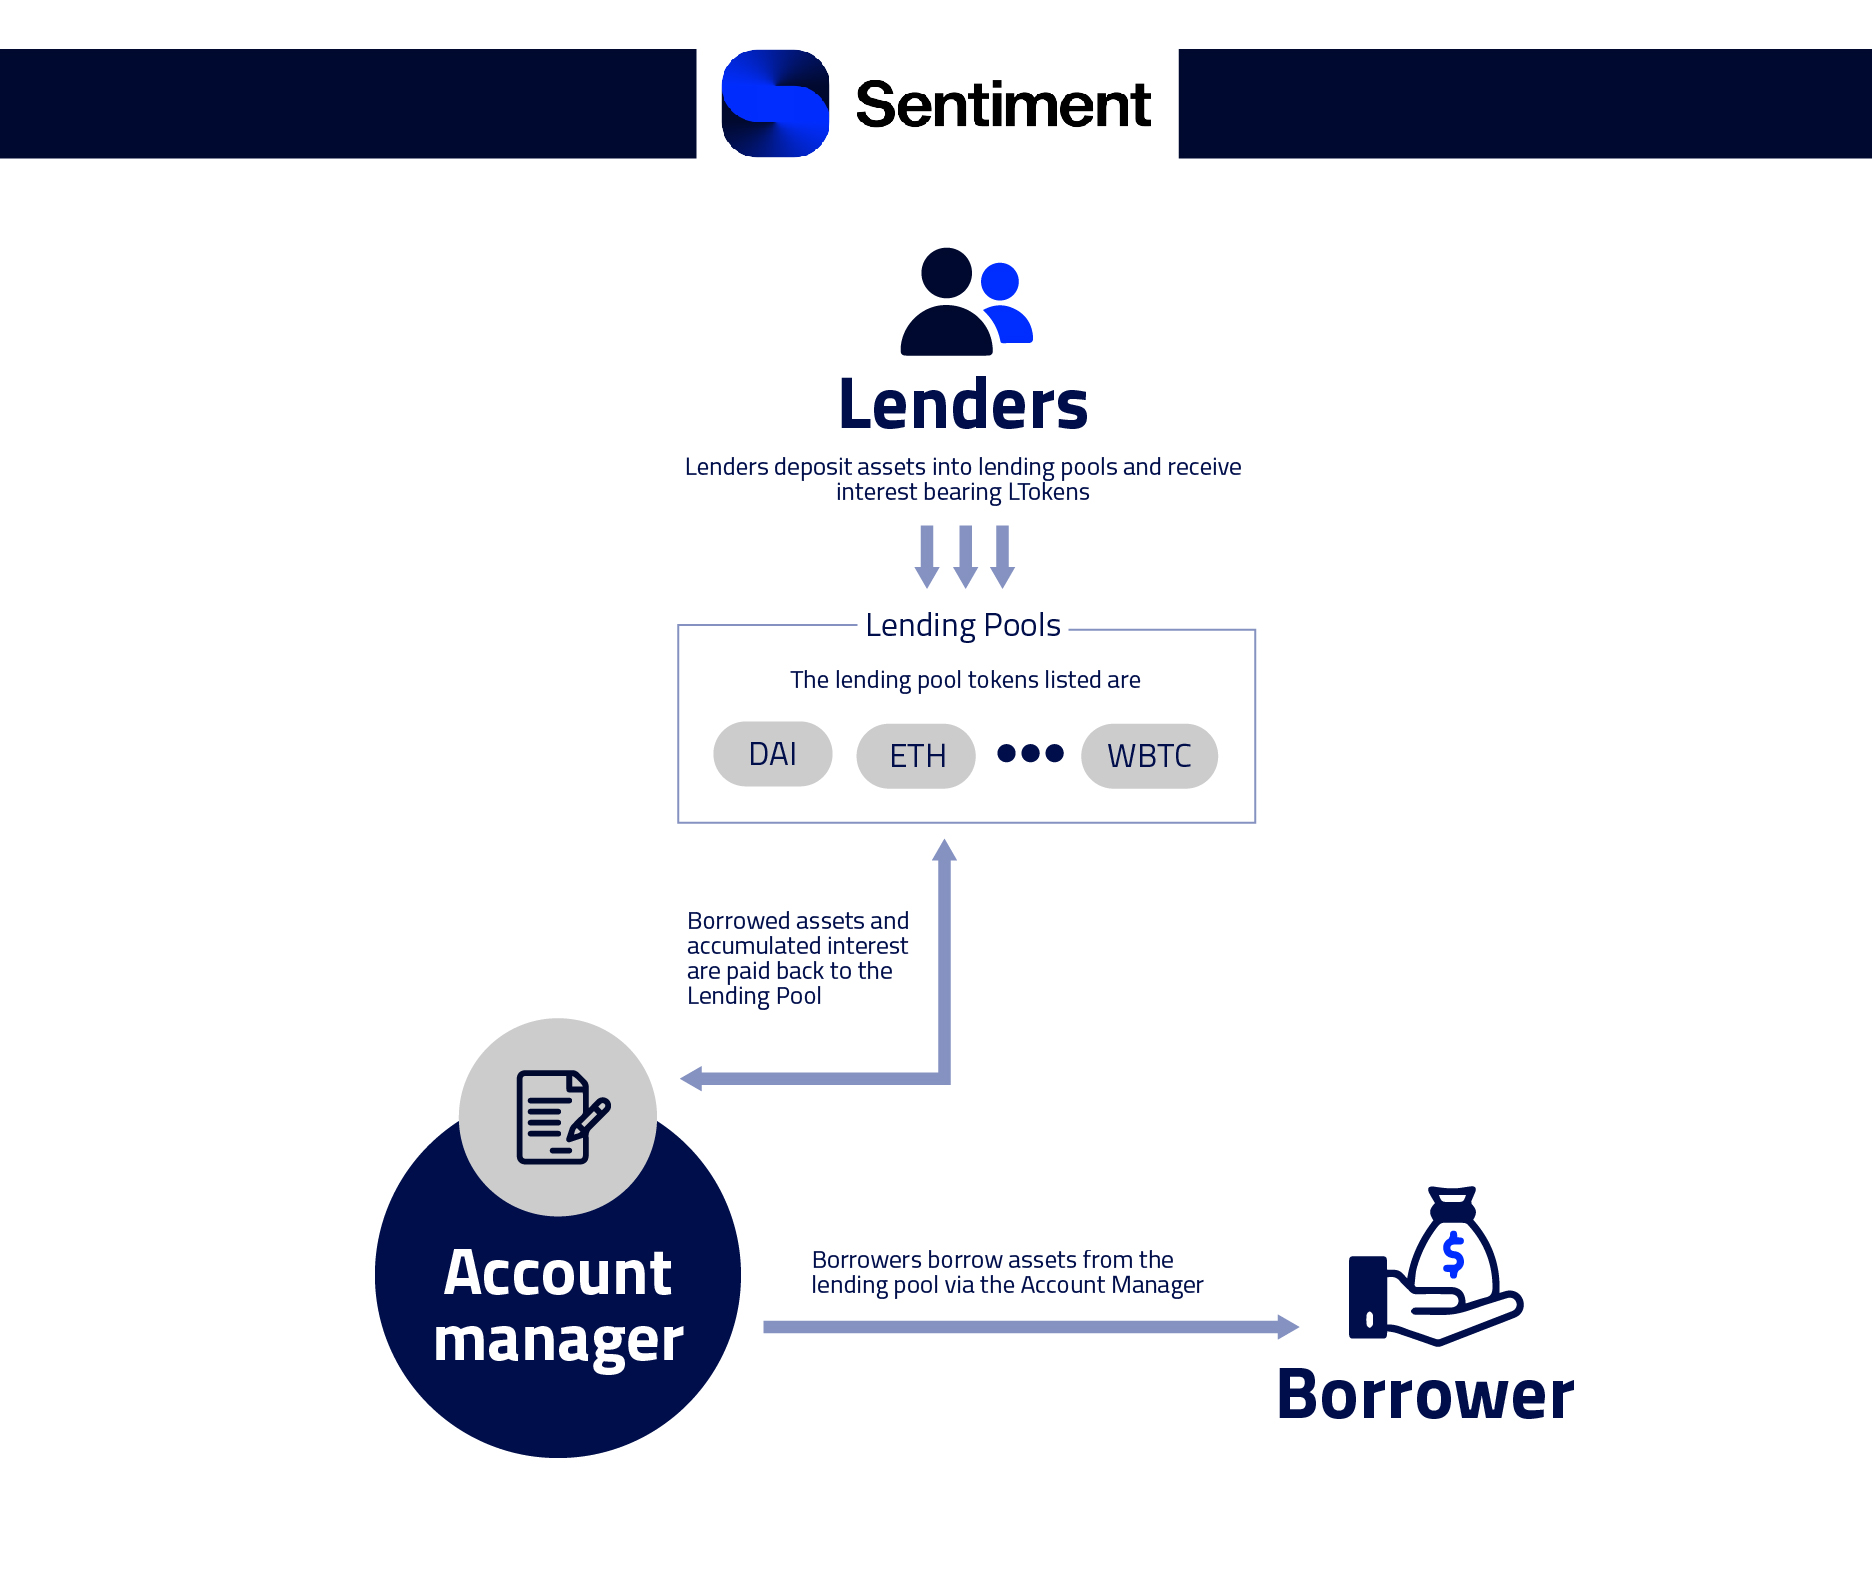 Sentiment
Lenders
Lenders deposit assets into lending pools and receive
interest bearing LTokens
Lending Pools
The lending pool tokens listed are
DAI
ETH
WBTC
Borrowed assets and
accumulated interest
are paid back to the
Lending Pool
Account
manager
Borrowers borrow assets from the
lending pool via the Account Manager
$
Borrower